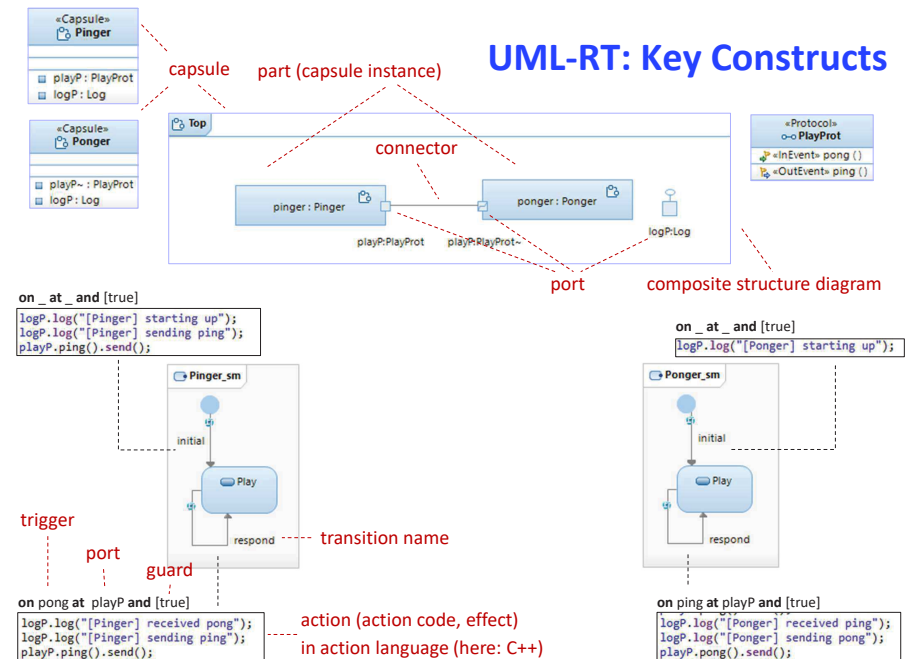 UML-RT: Key Constructs
«Capsule»
Pinger
playP : PlayProt
logP : Log
capsule
part (capsule instance)
«Capsule»
Ponger
playP~ : PlayProt
logP : Log
Top
connector
pinger : Pinger
ponger : Ponger
playP:PlayProt
playP:PlayProt~
logP:Log
«Protocol»
PlayProt
«InEvent» pong ( )
«OutEvent» ping ( )
port
composite structure diagram
on _ at _ and [true]
logP.log("[Pinger] starting up");
logP.log("[Pinger] sending ping");
playP.ping().send();
on _ at _ and [true]
logP.log("[Ponger] starting up");
Pinger_sm
initial
Play
respond
transition name
Ponger_sm
initial
Play
respond
trigger
port
guard
on pong at playP and [true]
logP.log("[Pinger] received pong");
logP.log("[Pinger] sending ping");
playP.ping().send();
action (action code, effect)
in action language (here: C++)
on ping at playP and [true]
logP.log("[Ponger] received ping");
logP.log("[Ponger] sending pong");
playP.pong().send();